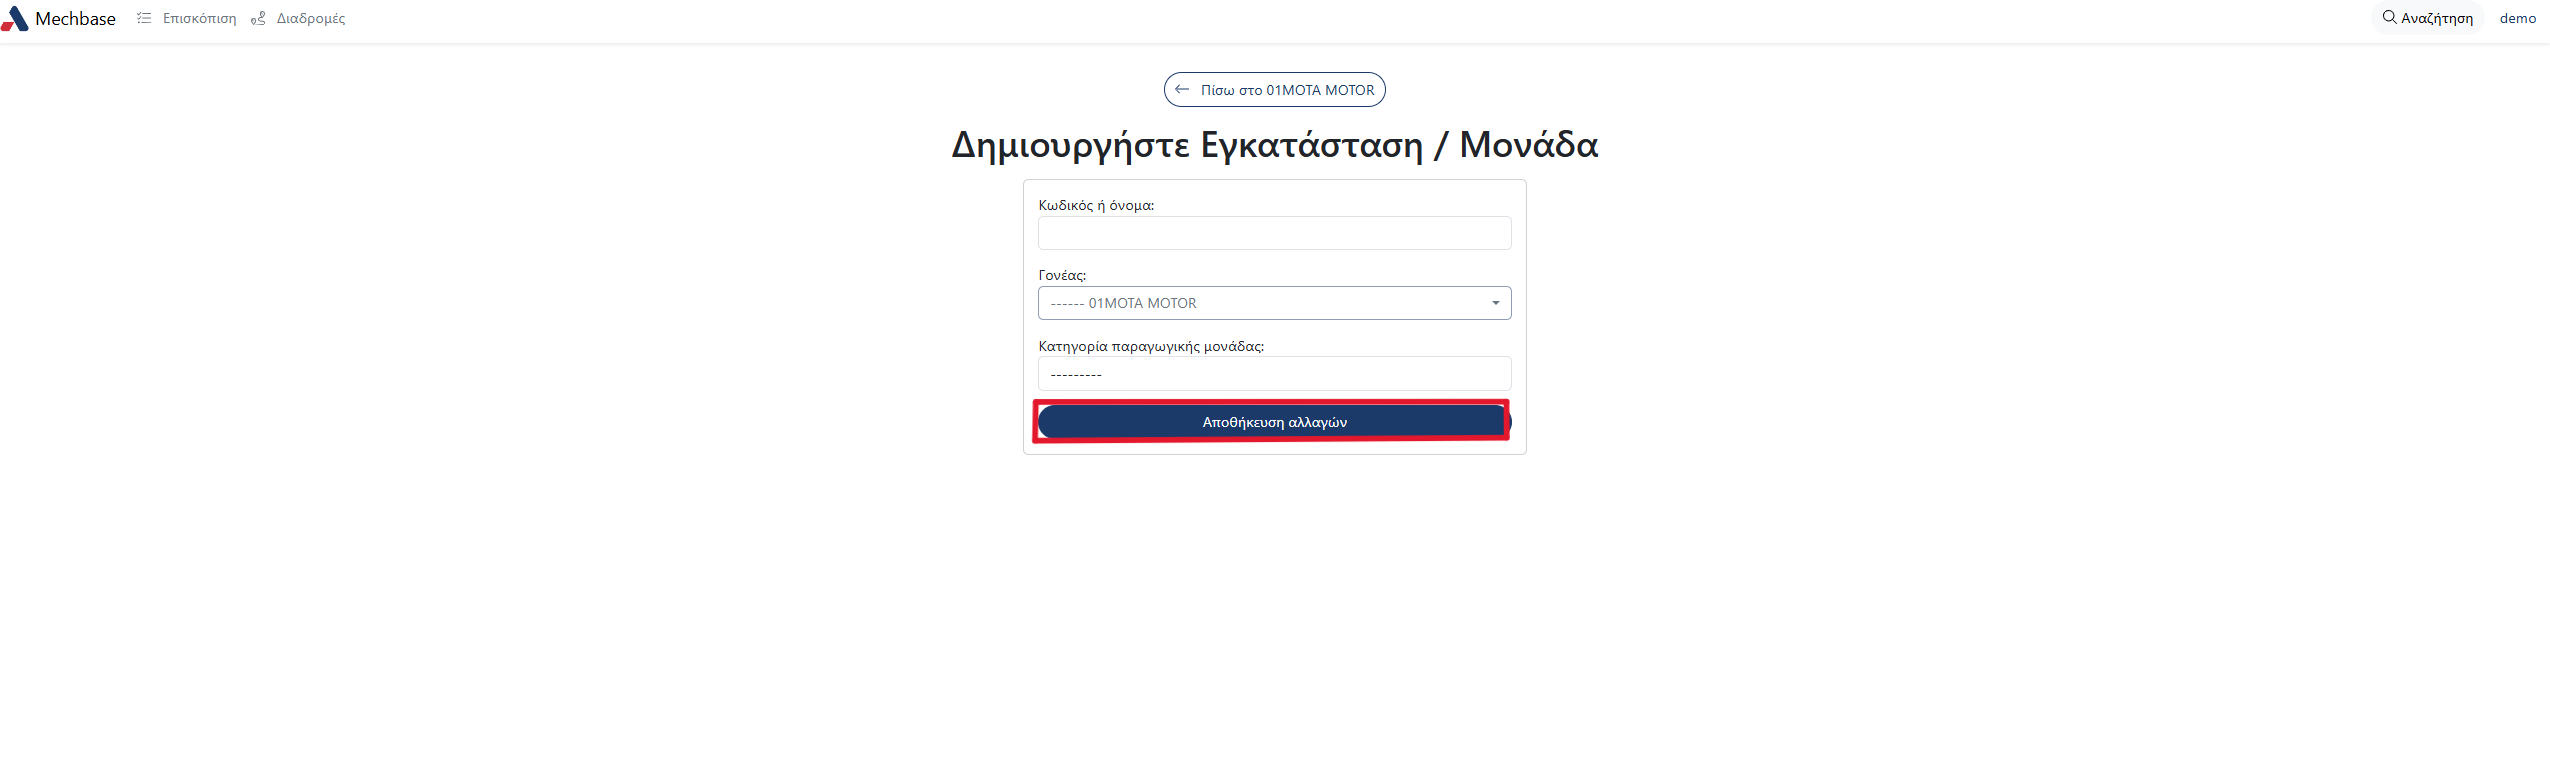 Mechbase Επισκόπιση Διαδρομές Αναζήτηση demo
Πίσω στο 01MOTA MOTOR
Δημιουργήστε Εγκατάσταση / Μονάδα
Κωδικός ή όνομα:
Γονέας:
------ 01MOTA MOTOR
Κατηγορία παραγωγικής μονάδας:
---------
Αποθήκευση αλλαγών